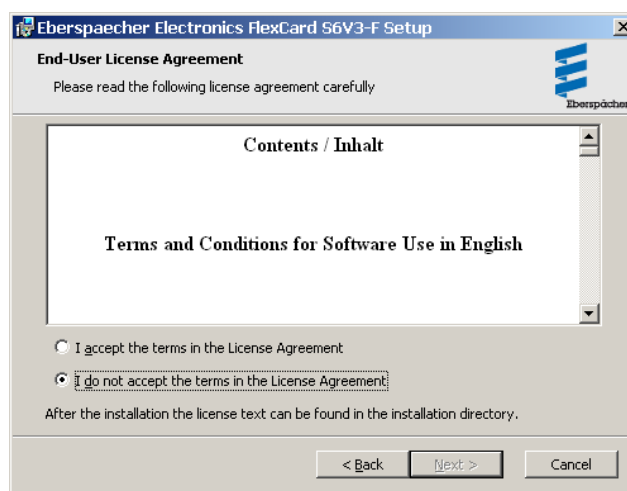 Eberspaecher Electronics FlexCard S6V3-F Setup
End-User License Agreement
Please read the following license agreement carefully
Eberspächer
Contents / Inhalt
Terms and Conditions for Software Use in English
I accept the terms in the License Agreement
I do not accept the terms in the License Agreement
After the installation the license text can be found in the installation directory.
< Back Next > Cancel